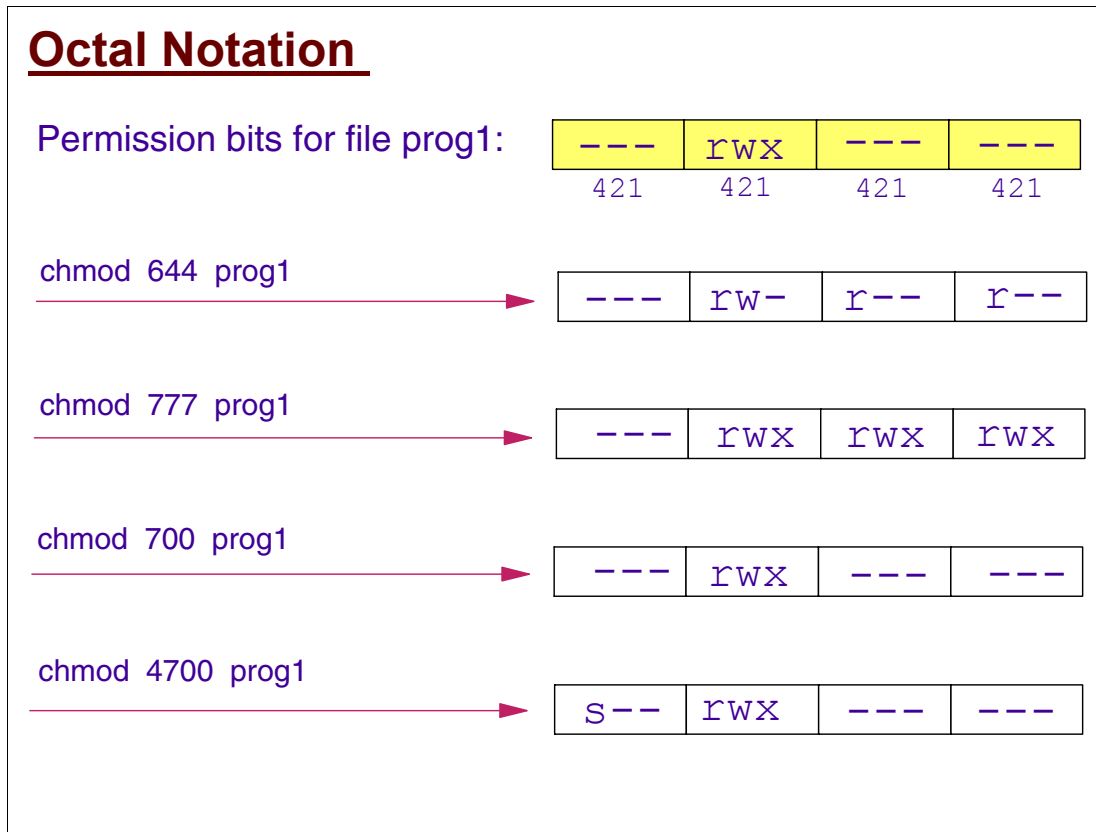 Octal Notation
Permission bits for file prog1: --- rwx --- ---
421 421 421 421
chmod 644 prog1 --- rw- r-- r--
chmod 777 prog1 --- rwx rwx rwx
chmod 700 prog1 --- rwx --- ---
chmod 4700 prog1 s-- rwx --- ---